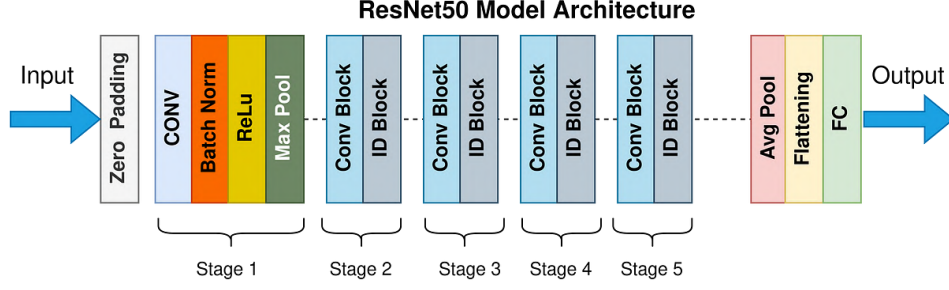 ResNet50 Model Architecture
Input
Zero Padding
CONV
Batch Norm
ReLu
Max Pool
Conv Block
ID Block
Conv Block
ID Block
Conv Block
ID Block
Conv Block
ID Block
Avg Pool
Flattening
FC
Output
Stage 1
Stage 2
Stage 3
Stage 4
Stage 5